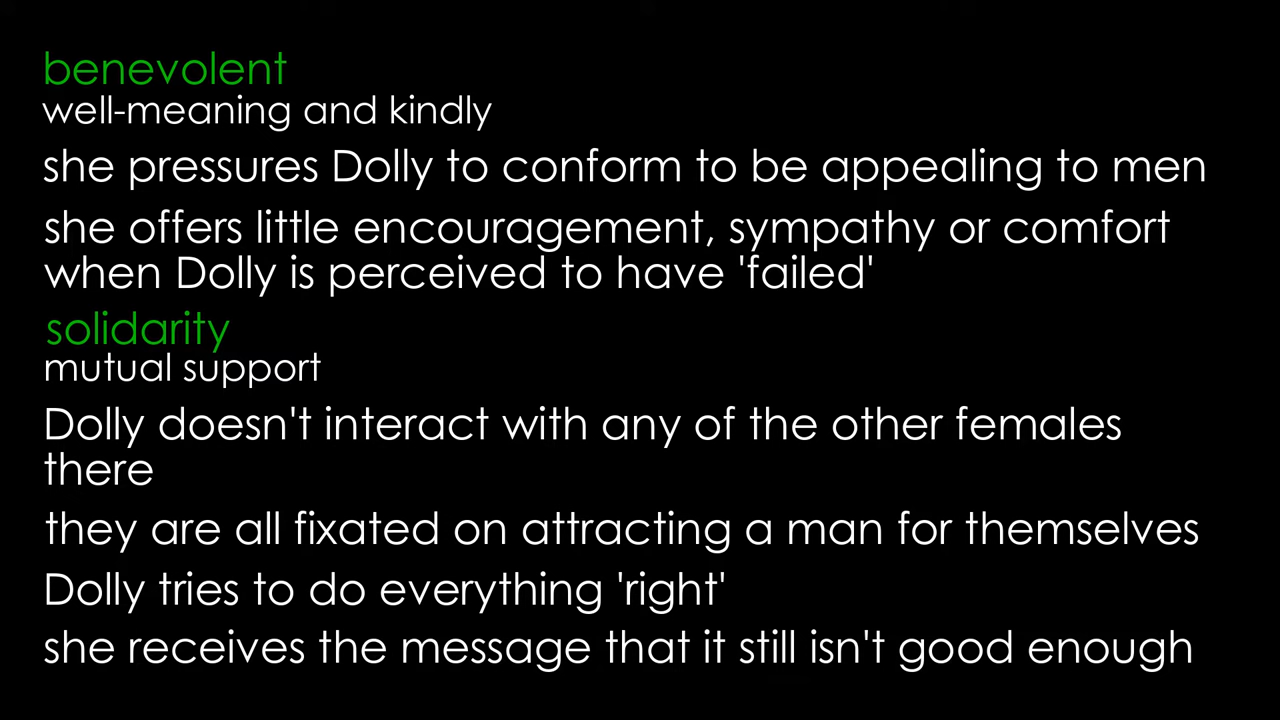 benevolent
well-meaning and kindly
she pressures Dolly to conform to be appealing to men
she offers little encouragement, sympathy or comfort
when Dolly is perceived to have 'failed'
solidarity
mutual support
Dolly doesn't interact with any of the other females
there
they are all fixated on attracting a man for themselves
Dolly tries to do everything 'right'
she receives the message that it still isn't good enough